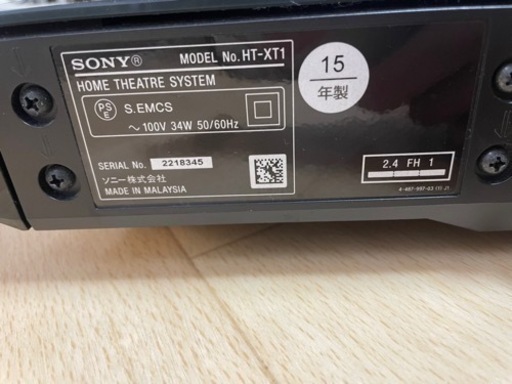 SONY® MODEL No. HT-XT1
HOME THEATRE SYSTEM
PS E S.EMCS
～100V 34W 50/60Hz
SERIAL No. 2218345
ソニー株式会社
MADE IN MALAYSIA
15
年製
2.4 FH 1